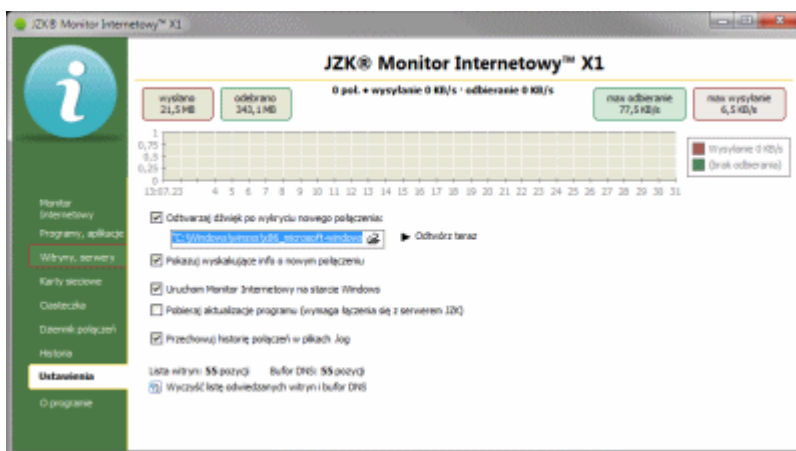 JZK® Monitor Internetowy™ X1
JZK® Monitor Internetowy™ X1
wysłano
21,5 MB
odebrano
343,1 MB
0 poł. • wysyłanie 0 KB/s · odbieranie 0 KB/s
max odbieranie
77,5 KB/s
max wysyłanie
6,5 KB/s
1
0,75
0,5
0,25
0
13:07.23 4 5 6 7 8 9 10 11 12 13 14 15 16 17 18 19 20 21 22 23 24 25 26 27 28 29 30 31
Wysyłanie 0 KB/s
(brak odbierania)
Monitor
Internetowy
Programy, aplikacje
Witryny, serwery
Karty sieciowe
Ciasteczka
Dziennik połączeń
Historia
Ustawienia
O programie
Odtwarzaj dźwięk po wykryciu nowego połączenia:
"C:\Windows\winsxs\x86_microsoft-windows
Odtwórz teraz
Pokazuj wyskakujące info o nowym połączeniu
Uruchom Monitor Internetowy na starcie Windows
Pobieraj aktualizacje programu (wymaga łączenia się z serwerem JZK)
Przechowuj historię połączeń w plikach .log
Lista witryn: 55 pozycji Bufor DNS: 55 pozycji
Wyczyść listę odwiedzanych witryn i bufor DNS